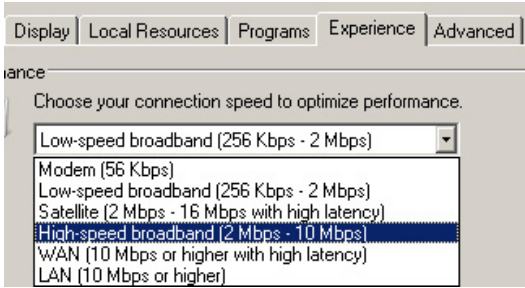 Display Local Resources Programs Experience Advanced
ance
Choose your connection speed to optimize performance.
Low-speed broadband (256 Kbps - 2 Mbps)
Modem (56 Kbps)
Low-speed broadband (256 Kbps - 2 Mbps)
Satellite (2 Mbps - 16 Mbps with high latency)
High-speed broadband (2 Mbps - 10 Mbps)
WAN (10 Mbps or higher with high latency)
LAN (10 Mbps or higher)